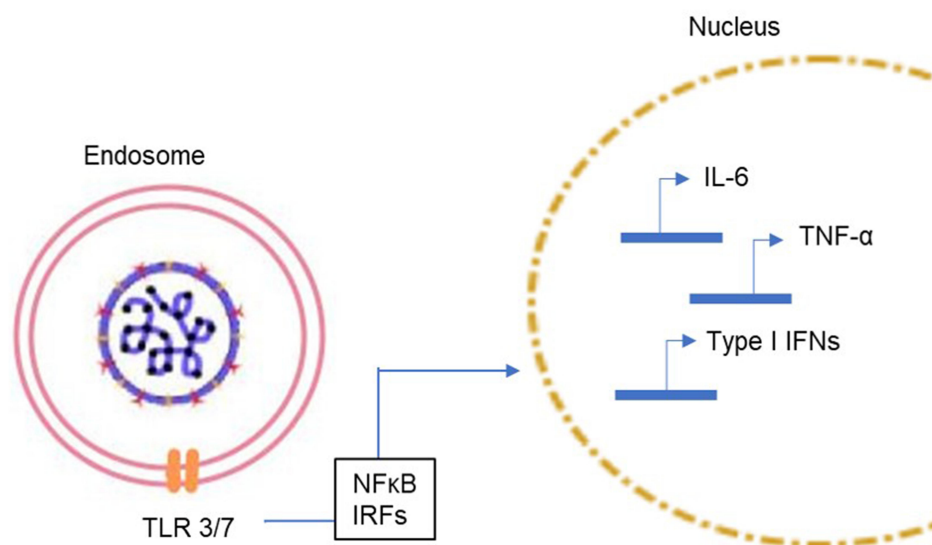 Nucleus
Endosome
IL-6
TNF-α
Type I IFNs
NFκB
IRFs
TLR 3/7